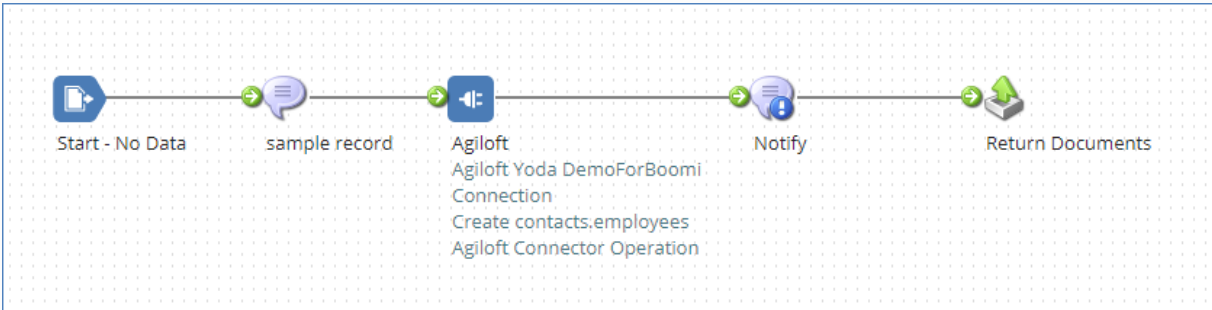 Start - No Data
sample record
Agiloft
Agiloft Yoda DemoForBoomi
Connection
Create contacts.employees
Agiloft Connector Operation
Notify
Return Documents